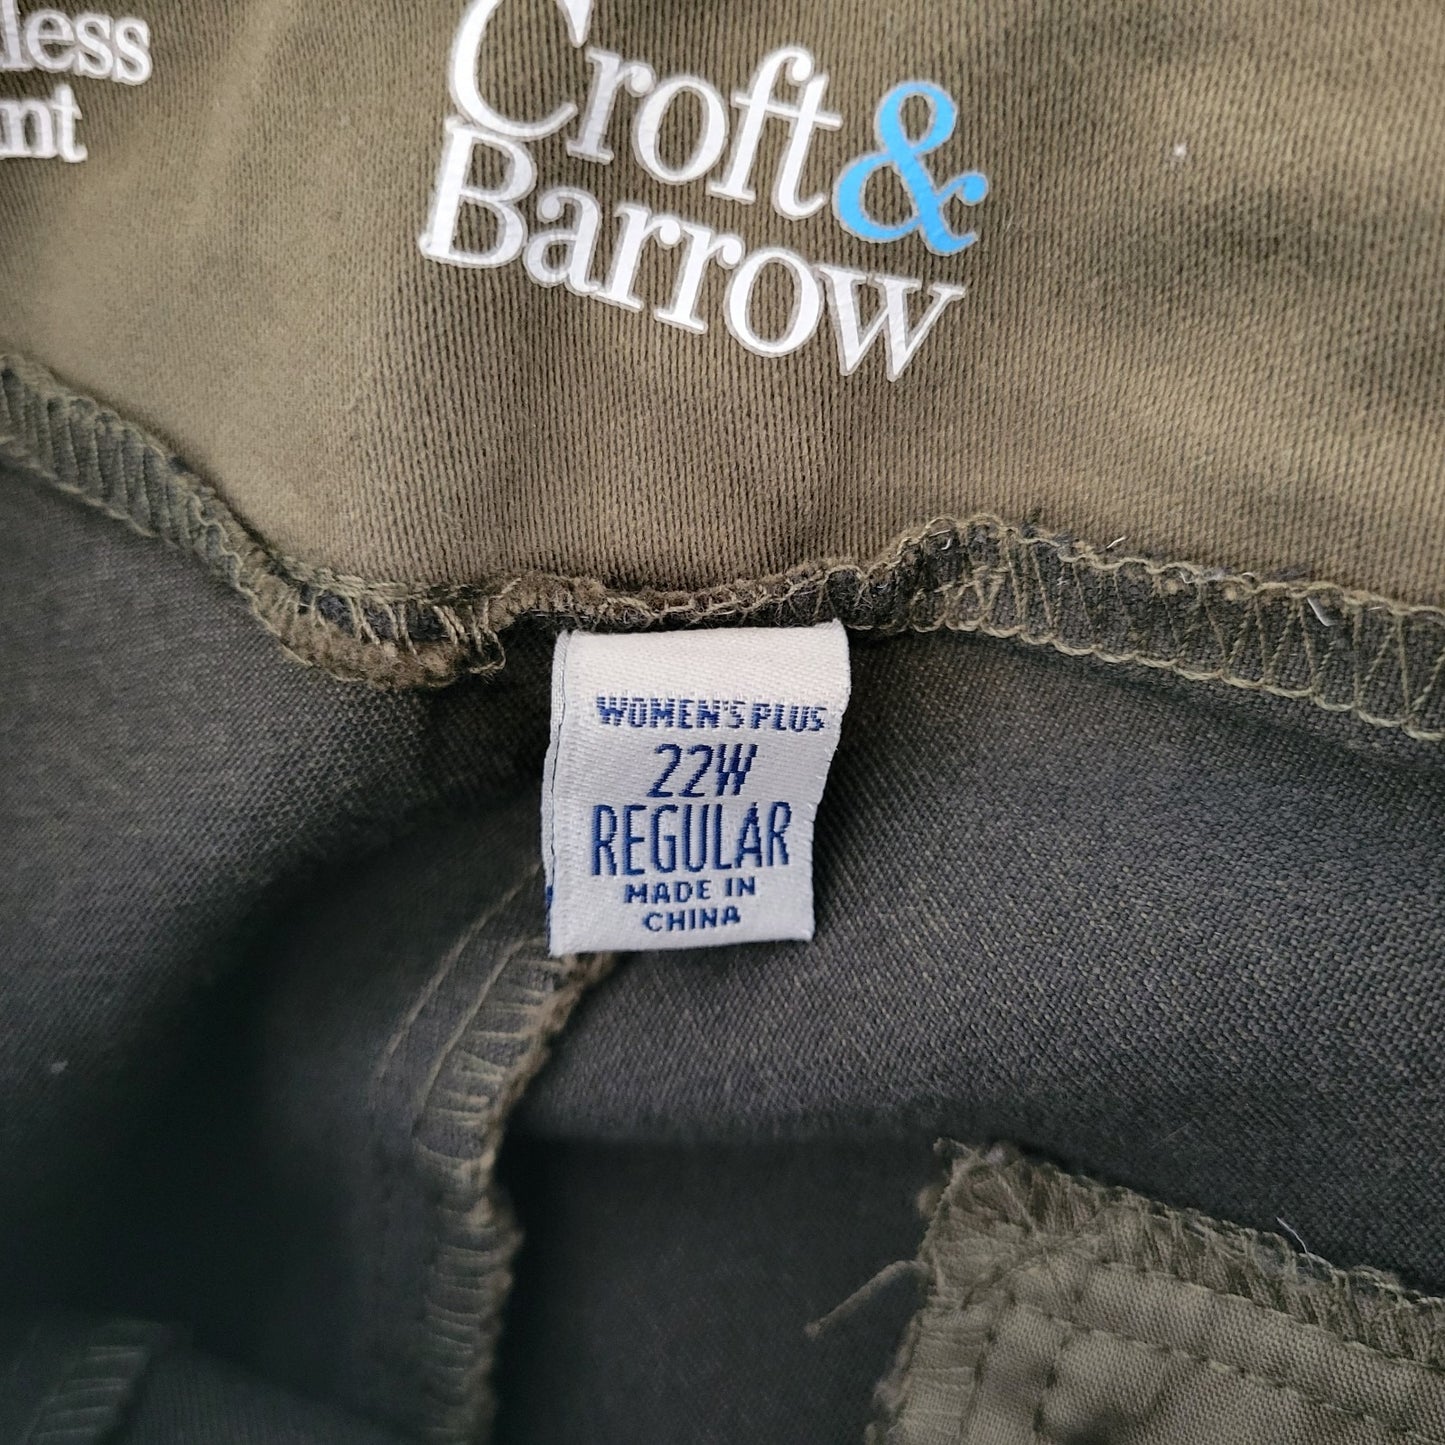 Croft &
Barrow
WOMEN'S PLUS
22W
REGULAR
MADE IN
CHINA